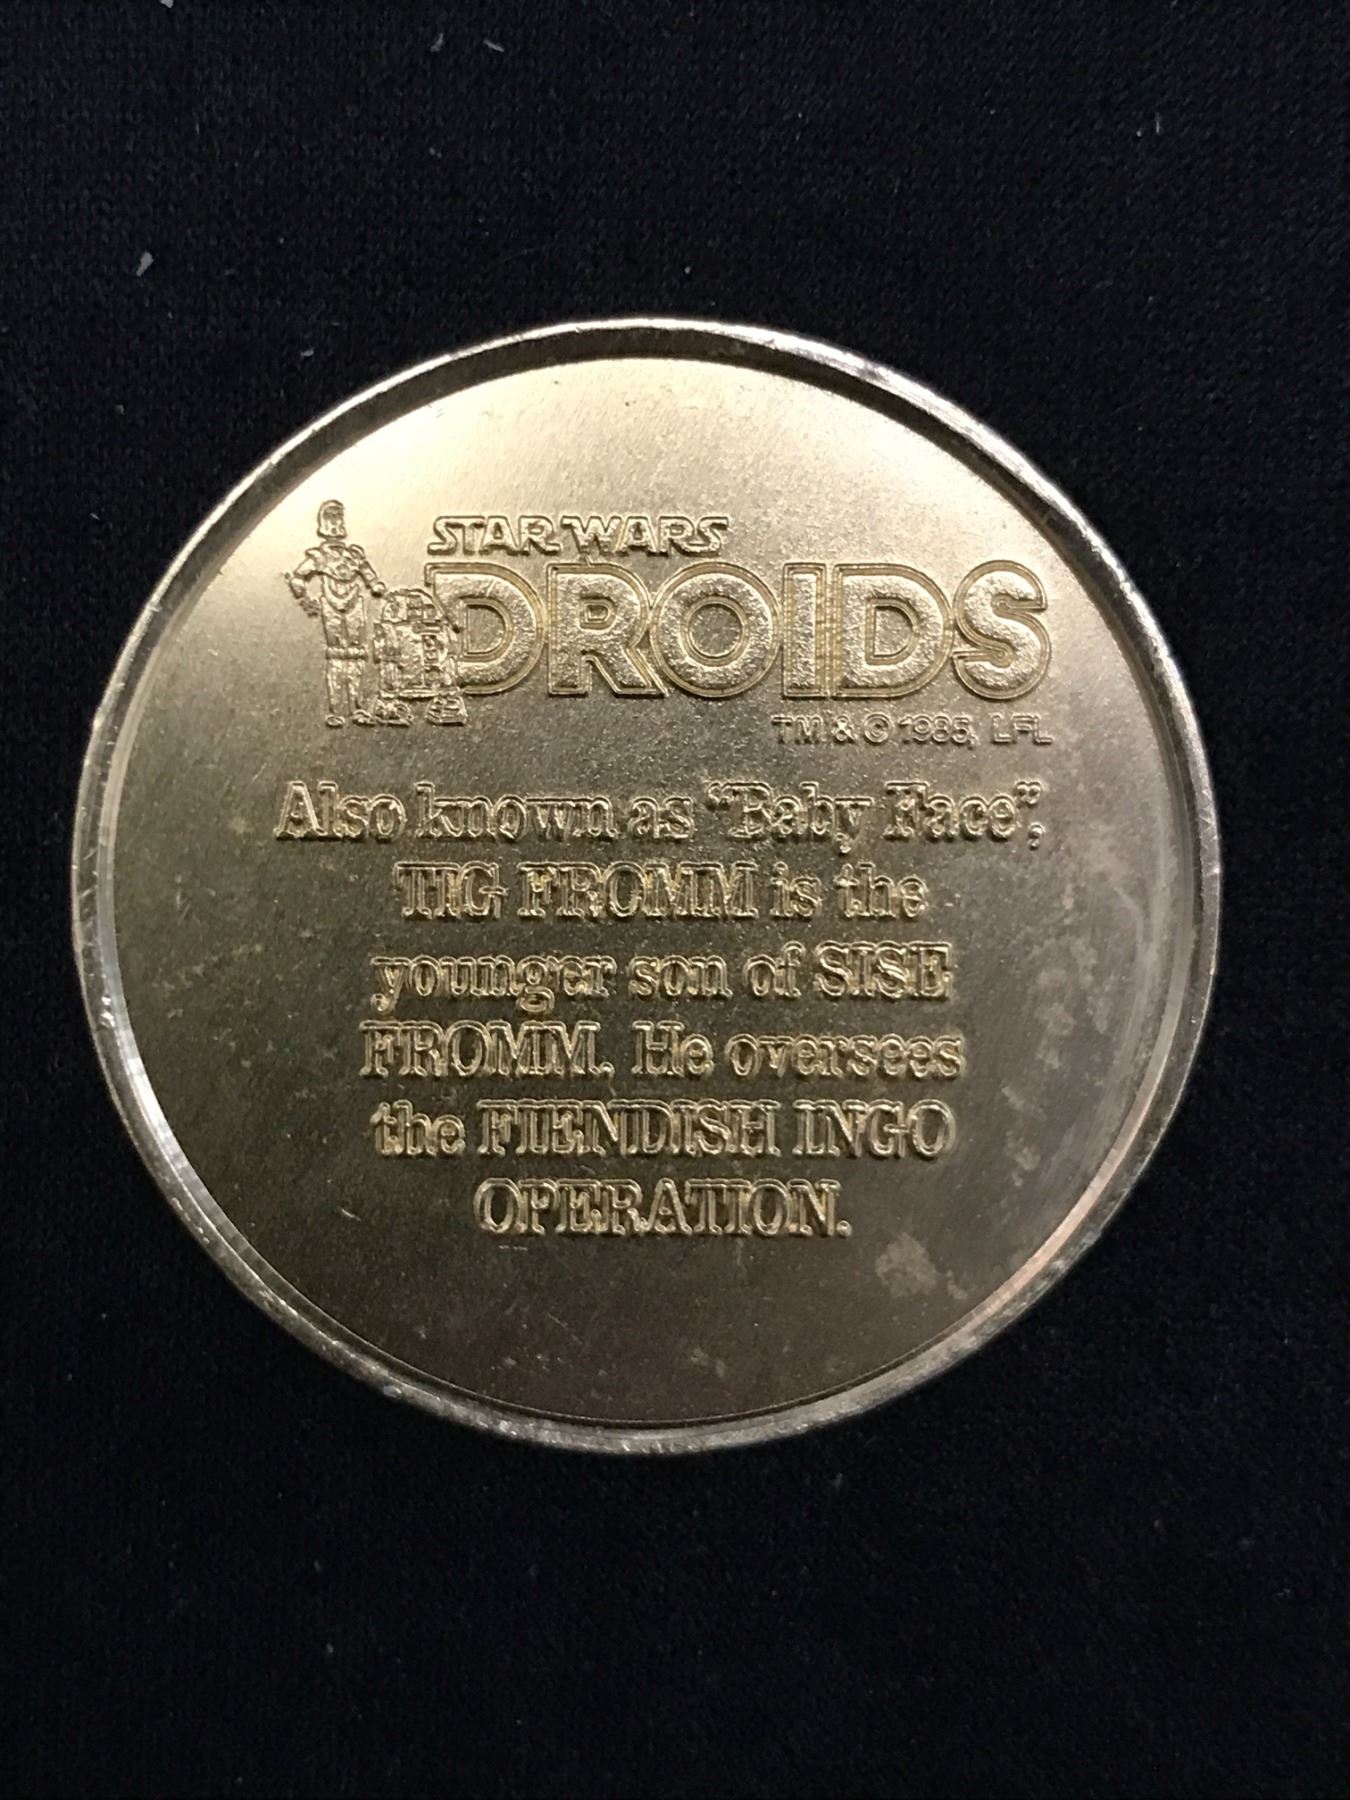 STAR WARS
DROIDS
TM & © 1985, LFL
Also known as "Baby Face",
TIG FROMM is the
younger son of SISE
FROMM. He oversees
the FIENDISH INGO
OPERATION.